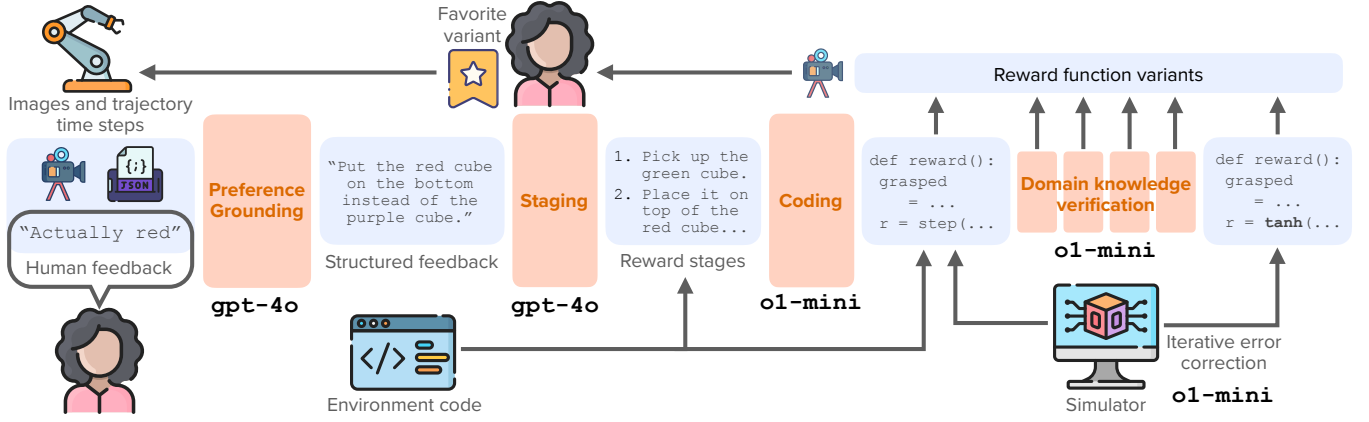 Favorite
variant
Images and trajectory
time steps
{;}
JSON
"Actually red"
Human feedback
Preference
Grounding
gpt-4o
"Put the red cube
on the bottom
instead of the
purple cube."
Structured feedback
Staging
gpt-4o
1. Pick up the
green cube.
2. Place it on
top of the
red cube...
Reward stages
Coding
o1-mini
Reward function variants
def reward():
grasped
= ...
r = step(...
Domain knowledge
verification
o1-mini
def reward():
grasped
= ...
r = tanh(...
</>
Environment code
Simulator
Iterative error
correction
o1-mini